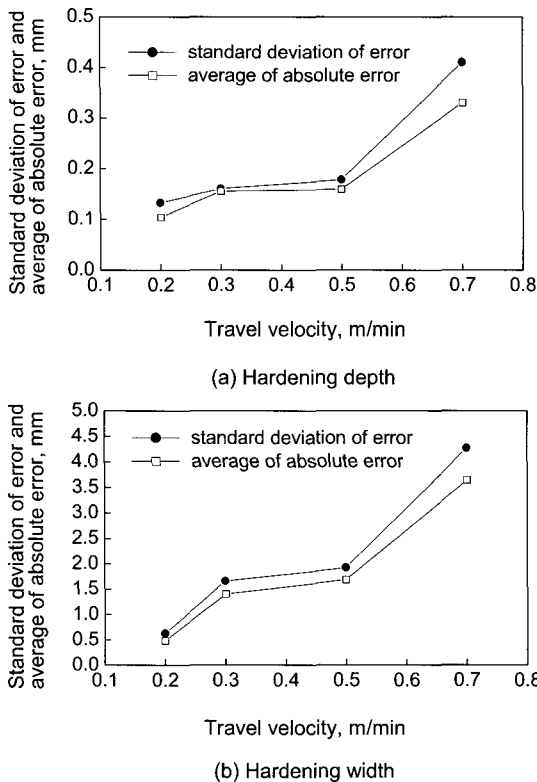 Standard deviation of error and
average of absolute error, mm
0.5
0.4
0.3
0.2
0.1
0.0
standard deviation of error
average of absolute error
0.1 0.2 0.3 0.4 0.5 0.6 0.7 0.8
Travel velocity, m/min
(a) Hardening depth
Standard deviation of error and
average of absolute error, mm
5.0
4.5
4.0
3.5
3.0
2.5
2.0
1.5
1.0
0.5
0.0
standard deviation of error
average of absolute error
0.1 0.2 0.3 0.4 0.5 0.6 0.7 0.8
Travel velocity, m/min
(b) Hardening width